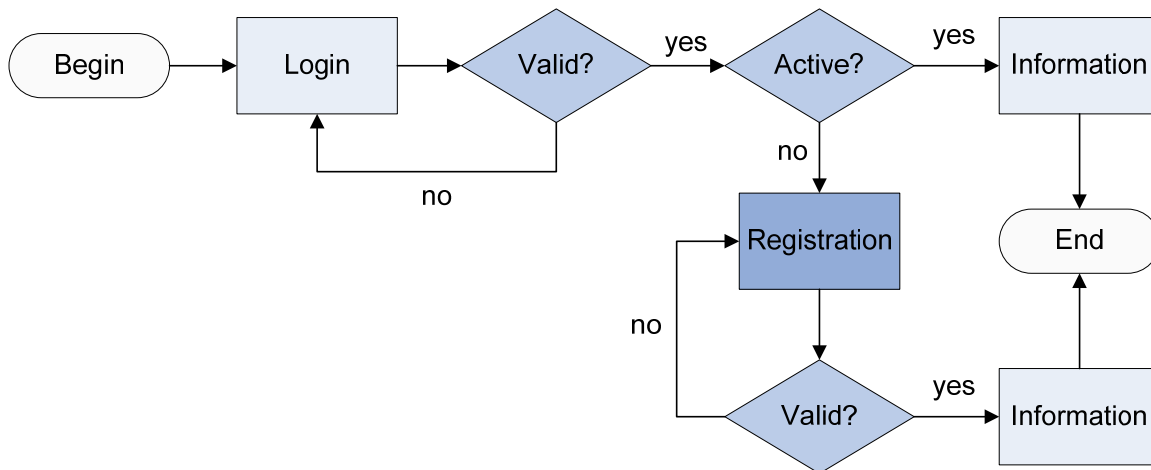 Begin
Login
Valid?
yes
Active?
yes
Information
no
no
Registration
End
no
Valid?
yes
Information